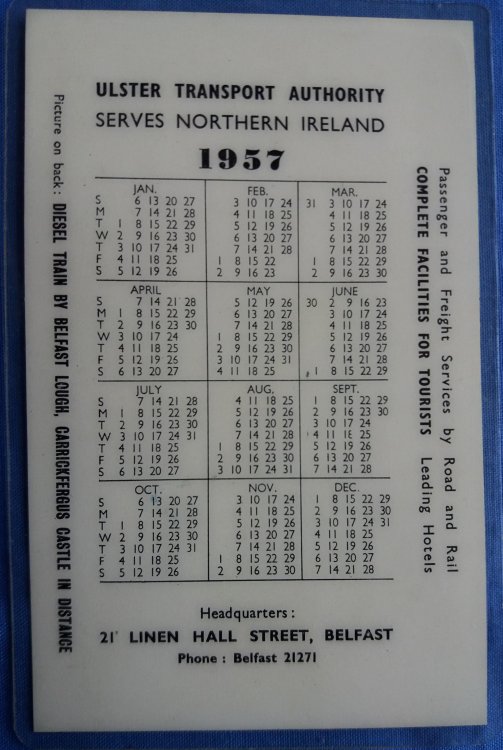 ULSTER TRANSPORT AUTHORITY
SERVES NORTHERN IRELAND
1957
JAN. FEB. MAR.
S 6 13 20 27 3 10 17 24 31 3 10 17 24
M 7 14 21 28 4 11 18 25 4 11 18 25
T 1 8 15 22 29 5 12 19 26 5 12 19 26
W 2 9 16 23 30 6 13 20 27 6 13 20 27
T 3 10 17 24 31 7 14 21 28 7 14 21 28
F 4 11 18 25 1 8 15 22 1 8 15 22 29
S 5 12 19 26 2 9 16 23 2 9 16 23 30
APRIL MAY JUNE
S 7 14 21 28 5 12 19 26 30 2 9 16 23
M 1 8 15 22 29 6 13 20 27 3 10 17 24
T 2 9 16 23 30 7 14 21 28 4 11 18 25
W 3 10 17 24 1 8 15 22 29 5 12 19 26
T 4 11 18 25 2 9 16 23 30 6 13 20 27
F 5 12 19 26 3 10 17 24 31 7 14 21 28
S 6 13 20 27 4 11 18 25 1 8 15 22 29
JULY AUG. SEPT.
S 7 14 21 28 4 11 18 25 1 8 15 22 29
M 1 8 15 22 29 5 12 19 26 2 9 16 23 30
T 2 9 16 23 30 6 13 20 27 3 10 17 24
W 3 10 17 24 31 7 14 21 28 4 11 18 25
T 4 11 18 25 1 8 15 22 29 5 12 19 26
F 5 12 19 26 2 9 16 23 30 6 13 20 27
S 6 13 20 27 3 10 17 24 31 7 14 21 28
OCT. NOV. DEC.
S 6 13 20 27 3 10 17 24 1 8 15 22 29
M 7 14 21 28 4 11 18 25 2 9 16 23 30
T 1 8 15 22 29 5 12 19 26 3 10 17 24 31
W 2 9 16 23 30 6 13 20 27 4 11 18 25
T 3 10 17 24 31 7 14 21 28 5 12 19 26
F 4 11 18 25 1 8 15 22 29 6 13 20 27
S 5 12 19 26 2 9 16 23 30 7 14 21 28
Headquarters :
21 LINEN HALL STREET, BELFAST
Phone : Belfast 21271
Picture on back: DIESEL TRAIN BY BELFAST LOUGH, CARRICKFERGUS CASTLE IN DISTANCE
Passenger and Freight Services by Road and Rail
COMPLETE FACILITIES FOR TOURISTS Leading Hotels